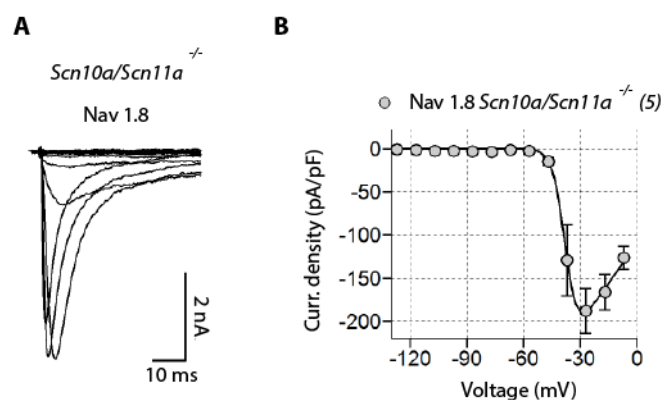 A
Scn10a/Scn11a -/-
Nav 1.8
2 nA
10 ms
B
Nav 1.8 Scn10a/Scn11a -/- (5)
Curr. density (pA/pF)
0
-50
-100
-150
-200
-120 -90 -60 -30 0
Voltage (mV)